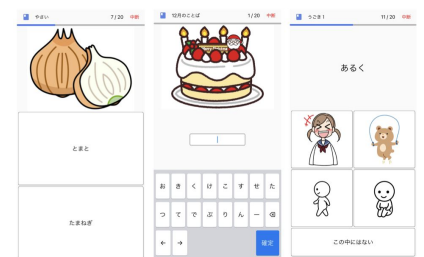 やさい
7/20 中断
とまと
たまねぎ
12月のことば
1/20 中断
お き く け こ す せ た
つ て で ぶ り ん ー ⌫
← → 確定
うごき1
11/20 中断
あるく
この中にはない